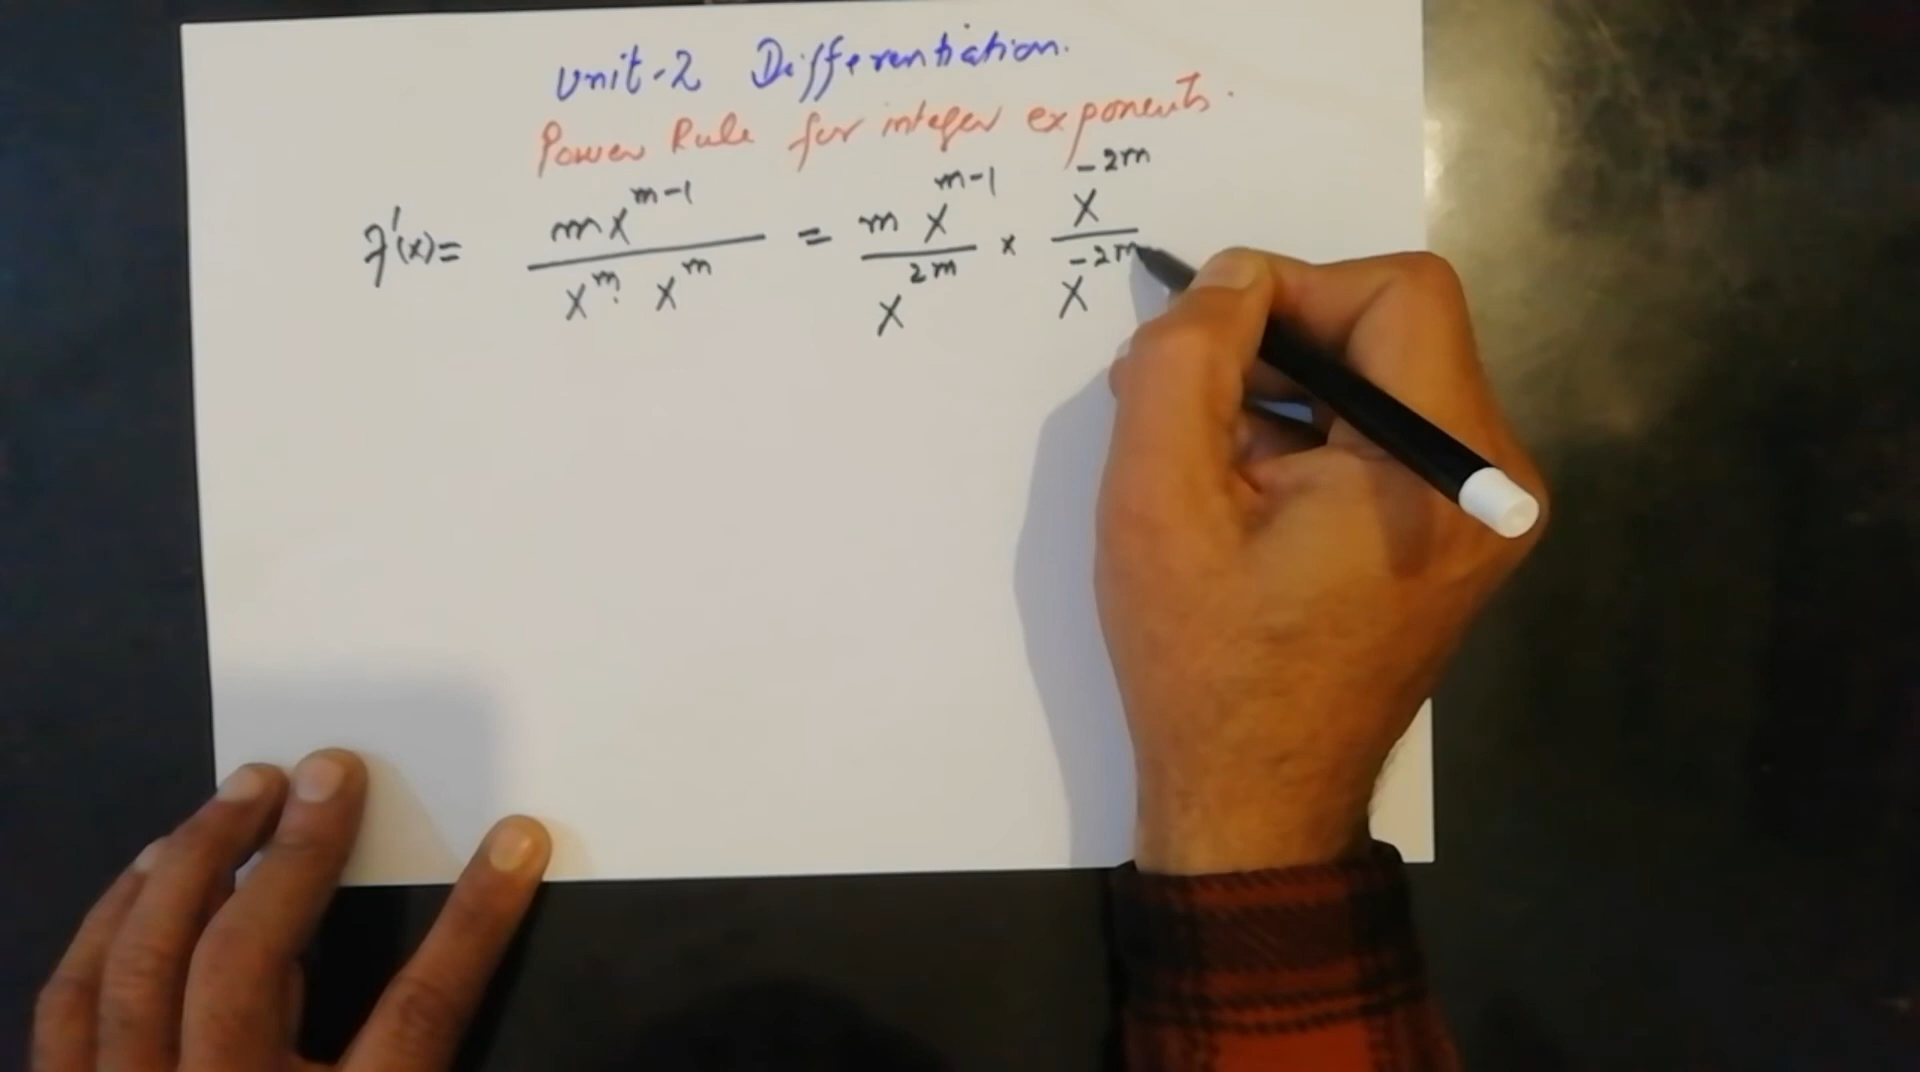 Unit-2 Differentiation.
Power Rule for integer exponents.
f'(x) = mx^{m-1} / x^m · x^m = m x^{m-1} / x^{2m} × x^{-2m} / x^{-2m}